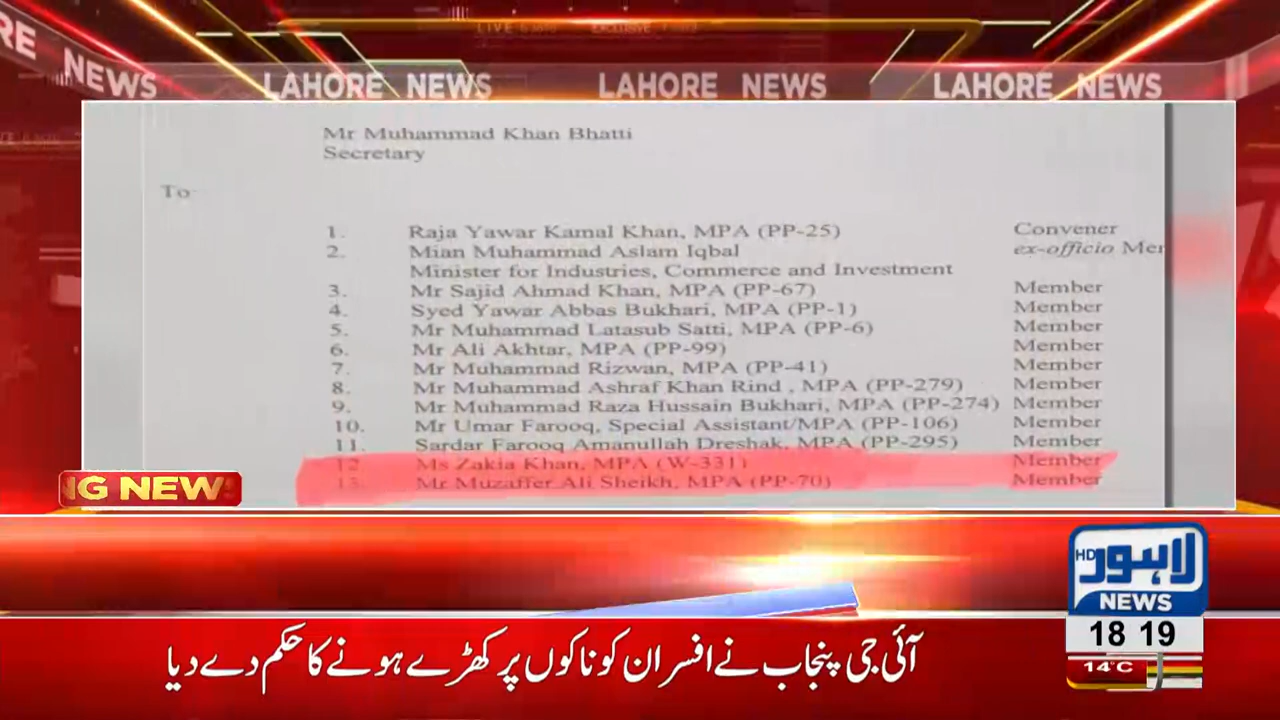 LIVE
RE NEWS
LAHORE NEWS
LAHORE NEWS
LAHORE NEWS
Mr Muhammad Khan Bhatti
Secretary
To
1. Raja Yawar Kamal Khan, MPA (PP-25) Convener
2. Mian Muhammad Aslam Iqbal ex-officio Mer
Minister for Industries, Commerce and Investment
3. Mr Sajid Ahmad Khan, MPA (PP-67) Member
4. Syed Yawar Abbas Bukhari, MPA (PP-1) Member
5. Mr Muhammad Latasub Satti, MPA (PP-6) Member
6. Mr Ali Akhtar, MPA (PP-99) Member
7. Mr Muhammad Rizwan, MPA (PP-41) Member
8. Mr Muhammad Ashraf Khan Rind , MPA (PP-279) Member
9. Mr Muhammad Raza Hussain Bukhari, MPA (PP-274) Member
10. Mr Umar Farooq, Special Assistant/MPA (PP-106) Member
11. Sardar Farooq Amanullah Dreshak, MPA (PP-295) Member
12 Ms Zakia Khan, MPA (W-331) Member
13. Mr Muzaffer Ali Sheikh, MPA (PP-70) Member
NG NEWS
HD لاہور
NEWS
18 19
14°C
آئی جی پنجاب نے افسران کو ناکوں پر کھڑے ہونے کا حکم دے دیا